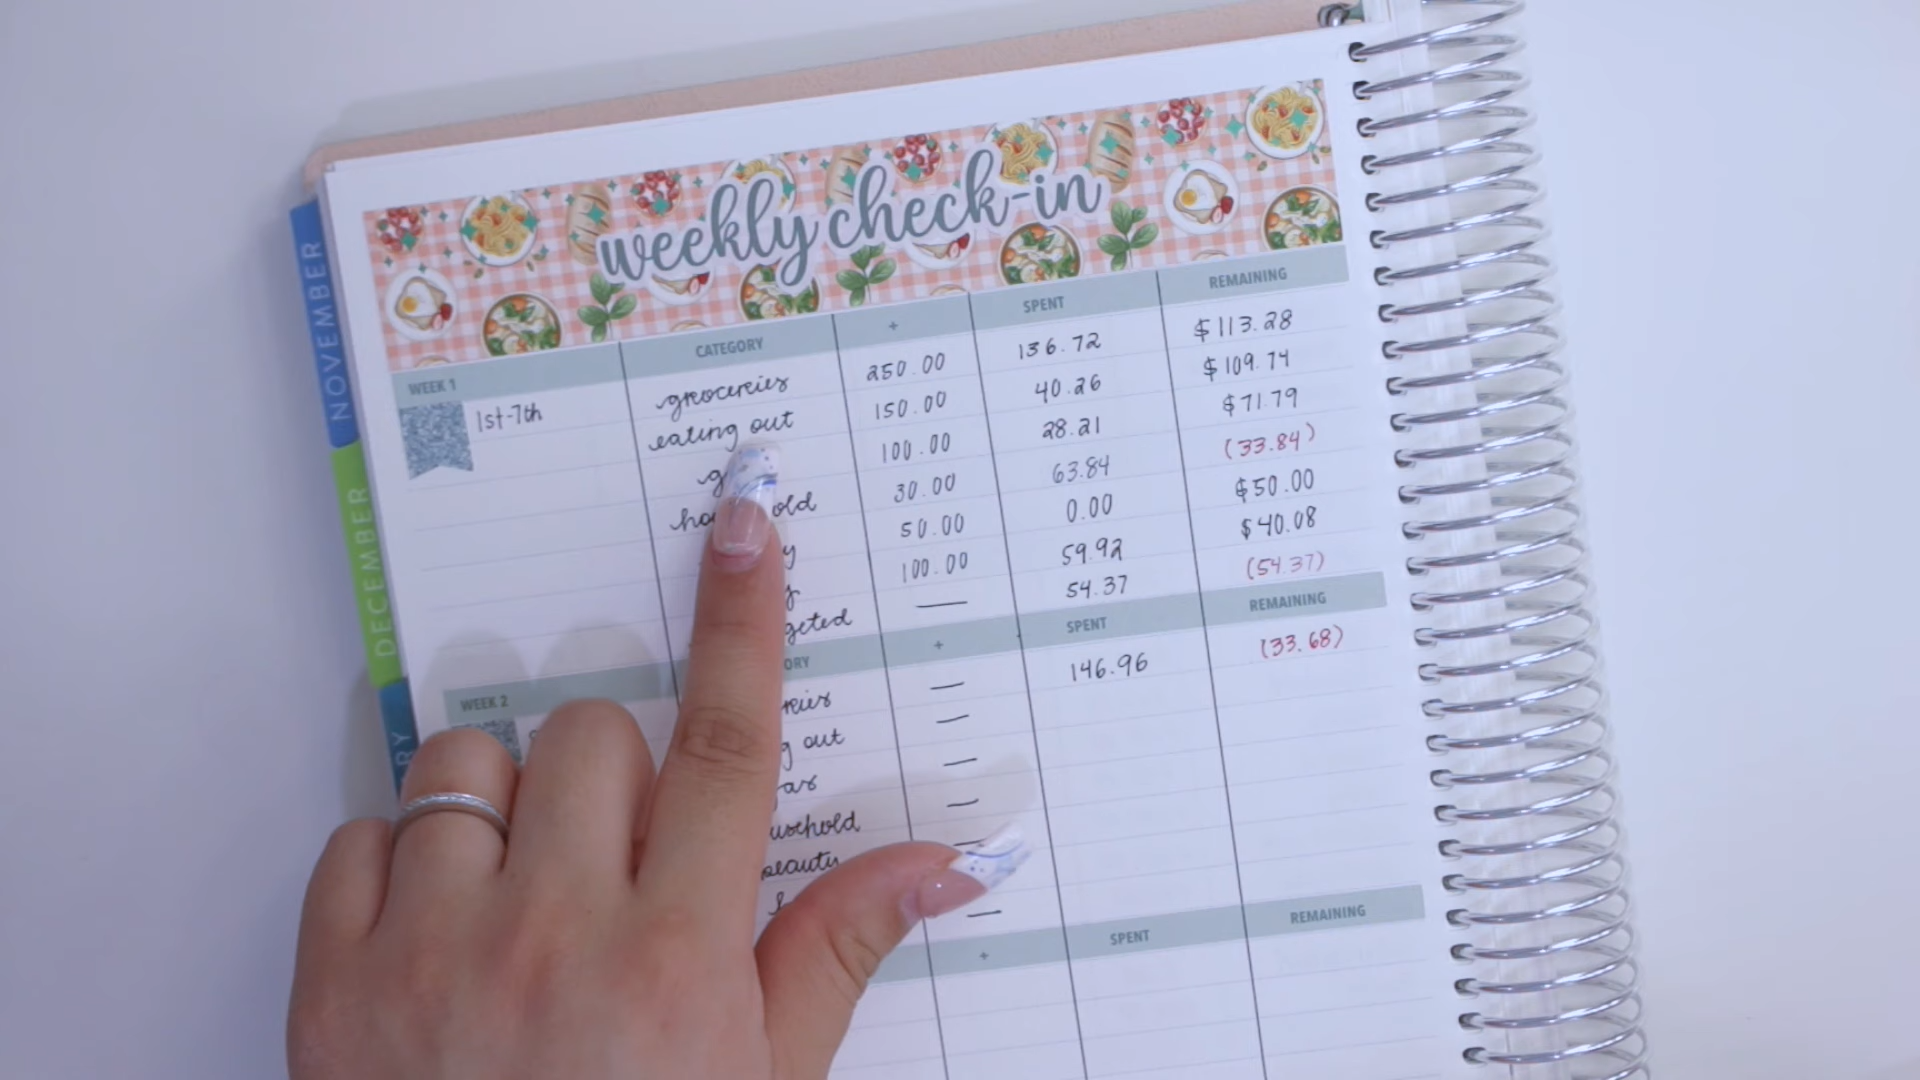 weekly check-in
WEEK 1 CATEGORY + SPENT REMAINING
1st-7th groceries 250.00 136.72 $113.28
eating out 150.00 40.26 $109.74
100.00 28.21 $71.79
30.00 63.84 (33.84)
50.00 0.00 $50.00
100.00 59.92 $40.08
— 54.37 (54.37)
WEEK 2 + SPENT REMAINING
— 146.96 (33.68)
out —
—
—
—
+ SPENT REMAINING
NOVEMBER
DECEMBER